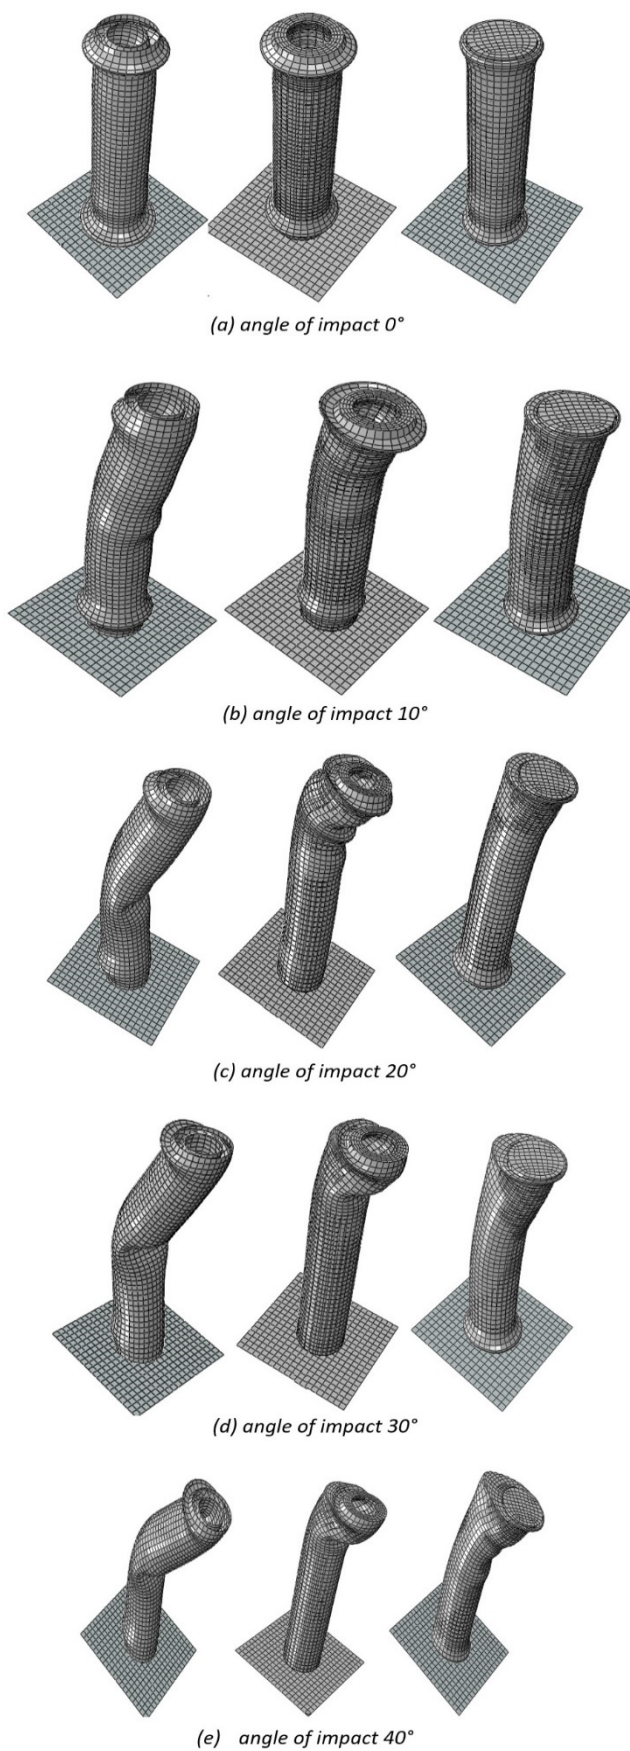 (a) angle of impact 0°
(b) angle of impact 10°
(c) angle of impact 20°
(d) angle of impact 30°
(e) angle of impact 40°